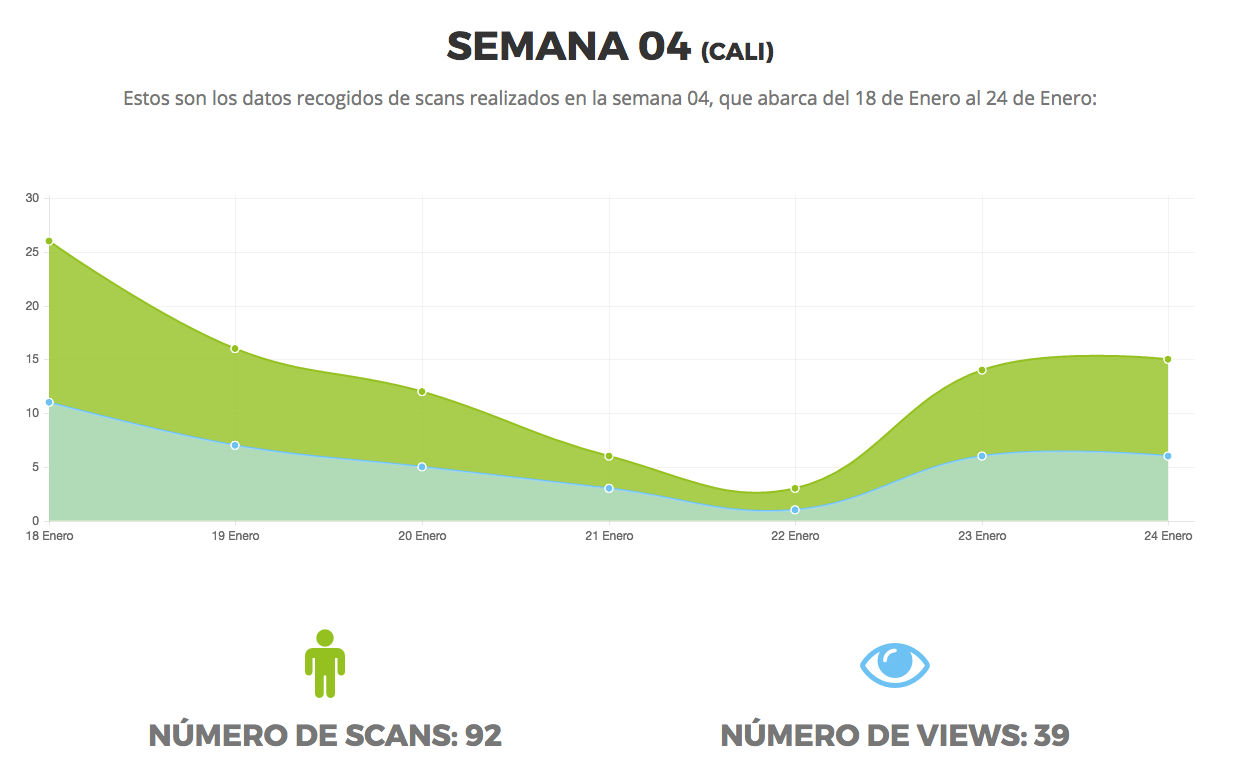 SEMANA 04 (CALI)
Estos son los datos recogidos de scans realizados en la semana 04, que abarca del 18 de Enero al 24 de Enero:
30
25
20
15
10
5
0
18 Enero 19 Enero 20 Enero 21 Enero 22 Enero 23 Enero 24 Enero
NÚMERO DE SCANS: 92 NÚMERO DE VIEWS: 39